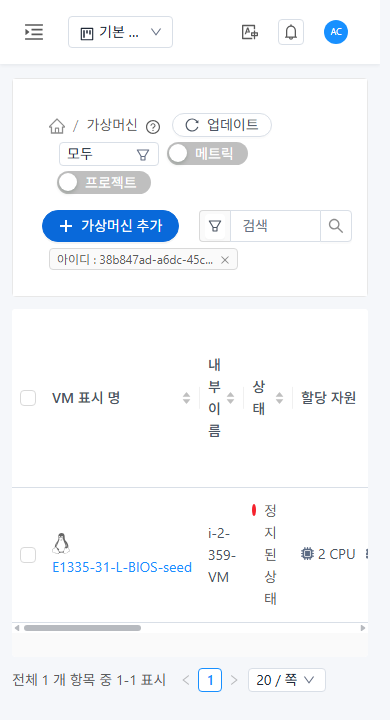 기본 ...
AC
/ 가상머신 업데이트
모두 메트릭
프로젝트
가상머신 추가 검색
아이디 : 38b847ad-a6dc-45c...
VM 표시 명
내
부
이
름
상
태
할당 자원
E1335-31-L-BIOS-seed
i-2-
359-
VM
정
지
된
상
태
2 CPU
전체 1 개 항목 중 1-1 표시 1 20 / 쪽